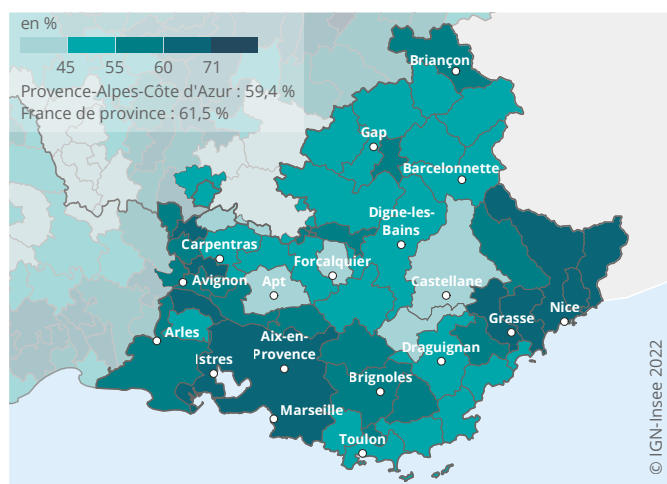 en %
45 55 60 71
Provence-Alpes-Côte d'Azur : 59,4 %
France de province : 61,5 %
Briançon
Gap
Barcelonnette
Digne-les-
Bains
Carpentras
Forcalquier
Avignon
Apt
Castellane
Arles
Aix-en-
Provence
Grasse
Nice
Istres
Draguignan
Brignoles
Marseille
Toulon
© IGN-Insee 2022